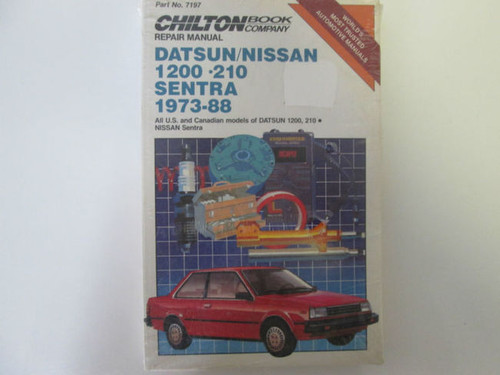 Part No. 7197
CHILTON BOOK COMPANY
REPAIR MANUAL
WORLD'S
MOST TRUSTED
AUTOMOTIVE MANUALS
DATSUN/NISSAN
1200 • 210
SENTRA
1973-88
All U.S. and Canadian models of DATSUN 1200, 210 •
NISSAN Sentra